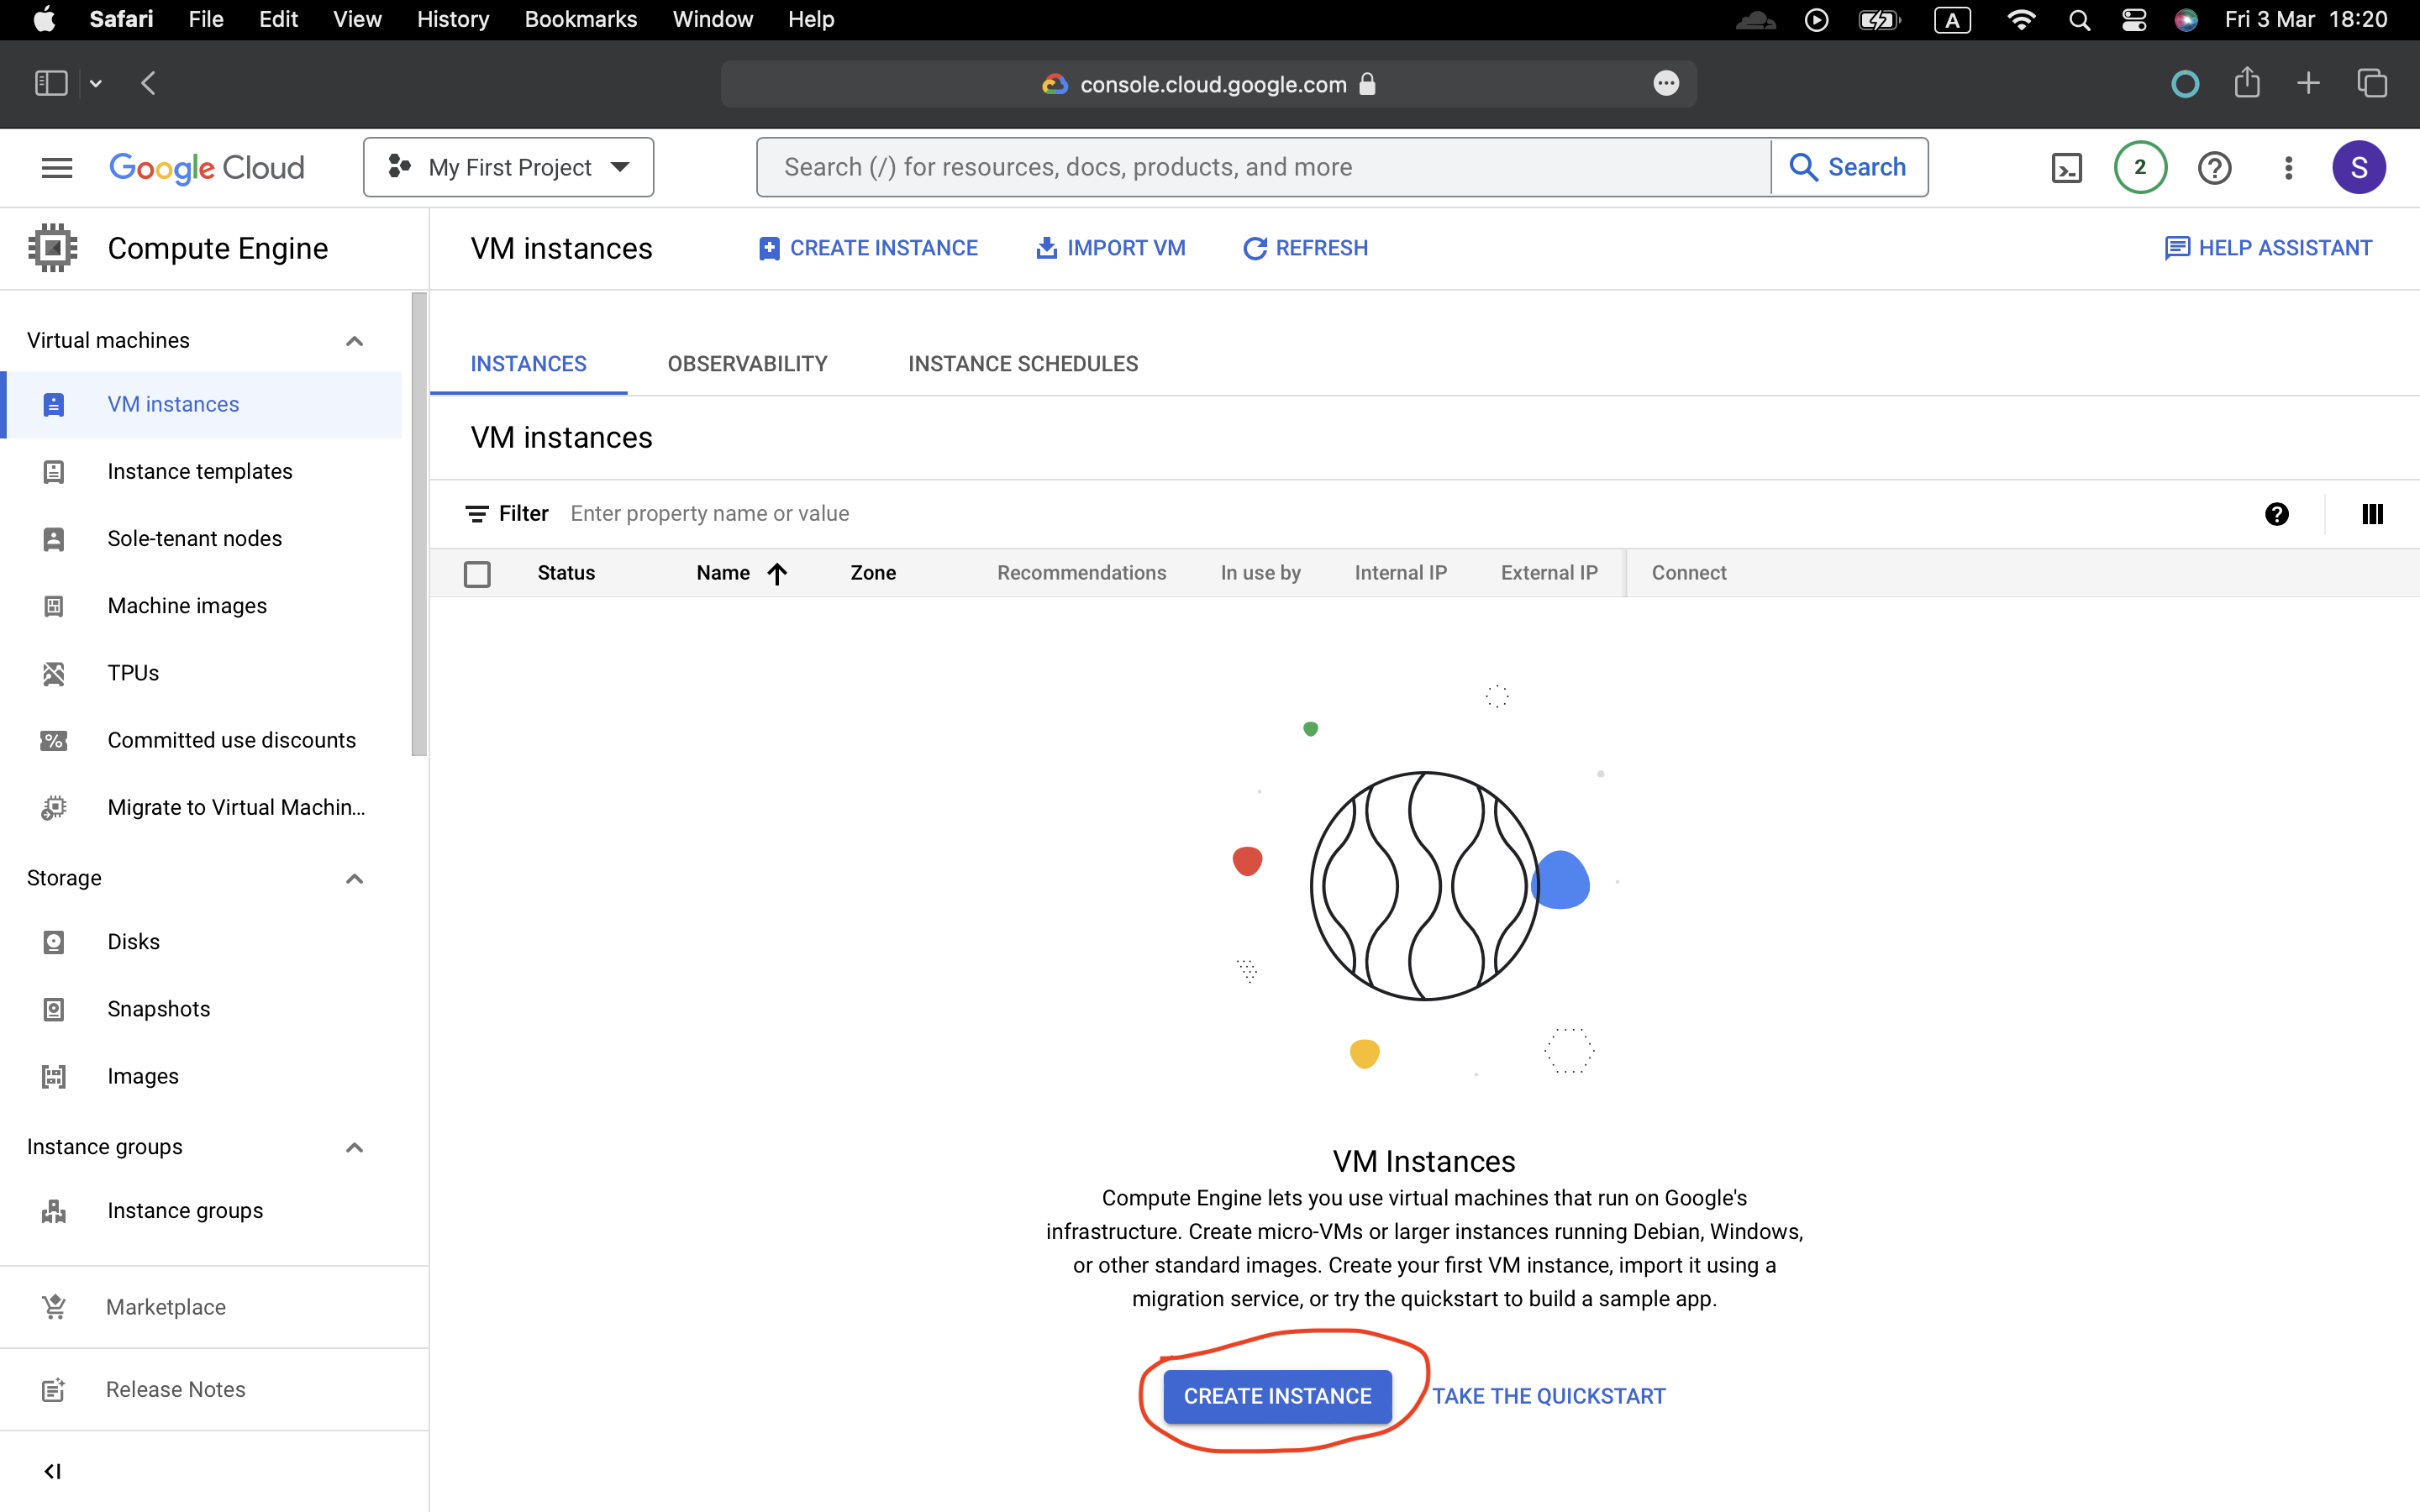 Safari File Edit View History Bookmarks Window Help
A
Fri 3 Mar 18:20
console.cloud.google.com
Google Cloud
My First Project
Search (/) for resources, docs, products, and more
Search
2
S
Compute Engine
VM instances
CREATE INSTANCE
IMPORT VM
REFRESH
HELP ASSISTANT
Virtual machines
VM instances
Instance templates
Sole-tenant nodes
Machine images
TPUs
Committed use discounts
Migrate to Virtual Machin...
Storage
Disks
Snapshots
Images
Instance groups
Instance groups
Marketplace
Release Notes
INSTANCES OBSERVABILITY INSTANCE SCHEDULES
VM instances
Filter Enter property name or value
Status Name Zone Recommendations In use by Internal IP External IP Connect
VM Instances
Compute Engine lets you use virtual machines that run on Google's
infrastructure. Create micro-VMs or larger instances running Debian, Windows,
or other standard images. Create your first VM instance, import it using a
migration service, or try the quickstart to build a sample app.
CREATE INSTANCE TAKE THE QUICKSTART